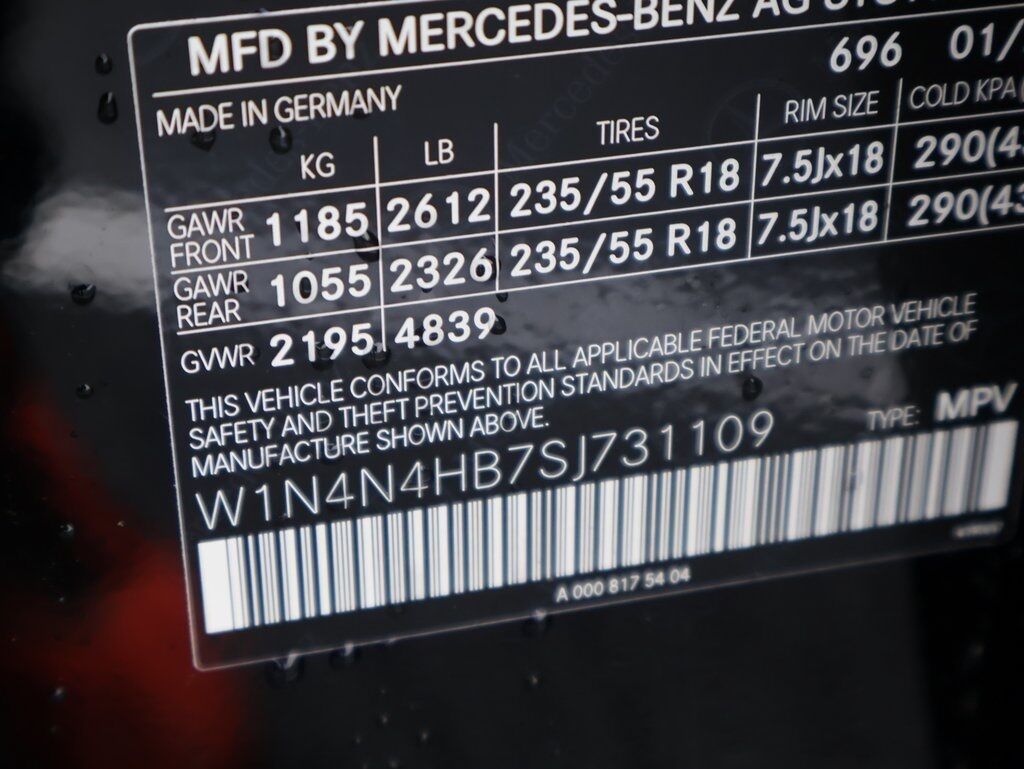 MFD BY MERCEDES-BENZ AG
696 01/
MADE IN GERMANY
KG LB TIRES RIM SIZE COLD KPA
GAWR FRONT 1185 2612 235/55 R18 7.5Jx18 290(4
GAWR REAR 1055 2326 235/55 R18 7.5Jx18 290(43
GVWR 2195 4839
THIS VEHICLE CONFORMS TO ALL APPLICABLE FEDERAL MOTOR VEHICLE
SAFETY AND THEFT PREVENTION STANDARDS IN EFFECT ON THE DATE OF
MANUFACTURE SHOWN ABOVE.
W1N4N4HB7SJ731109 TYPE: MPV
A 000 817 54 04